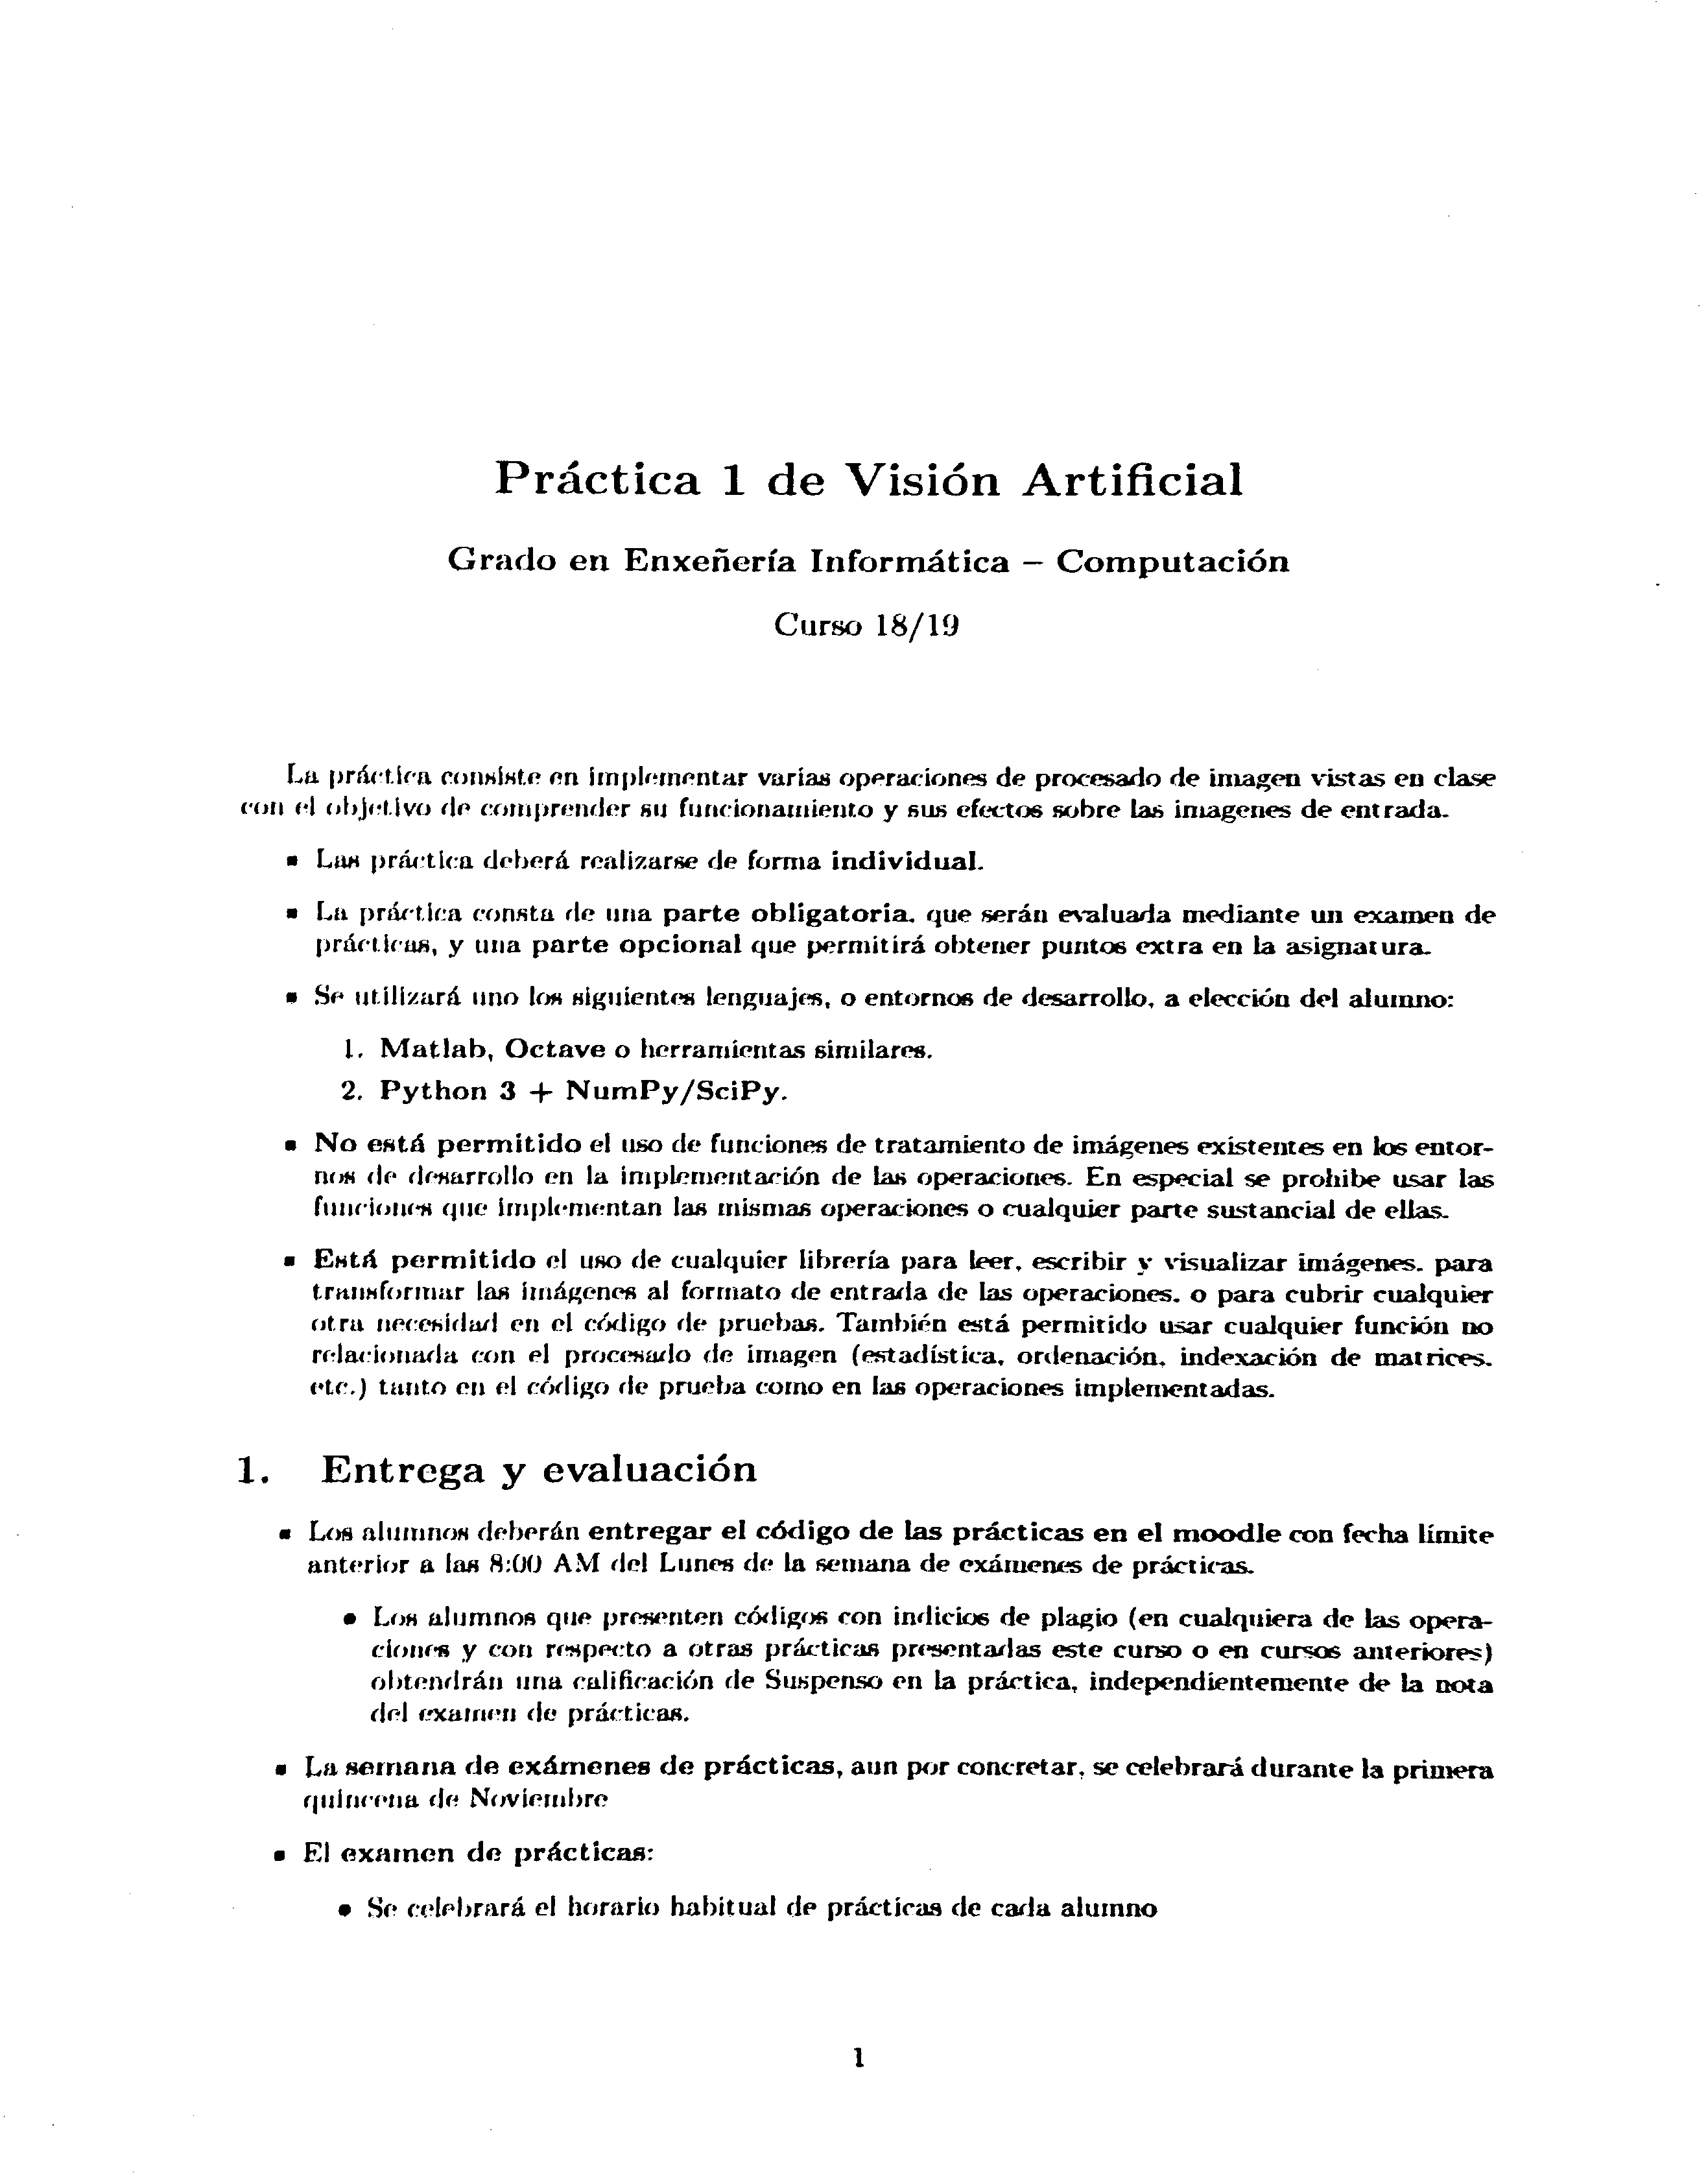 Práctica 1 de Visión Artificial
Grado en Enxeñería Informática – Computación
Curso 18/19
La práctica consiste en implementar varias operaciones de procesado de imagen vistas en clase
con el objetivo de comprender su funcionamiento y sus efectos sobre las imagenes de entrada.
▪ Las práctica deberá realizarse de forma individual.
▪ La práctica consta de una parte obligatoria, que serán evaluada mediante un examen de
prácticas, y una parte opcional que permitirá obtener puntos extra en la asignatura.
▪ Se utilizará uno los siguientes lenguajes, o entornos de desarrollo, a elección del alumno:
1. Matlab, Octave o herramientas similares.
2. Python 3 + NumPy/SciPy.
▪ No está permitido el uso de funciones de tratamiento de imágenes existentes en los entor-
nos de desarrollo en la implementación de las operaciones. En especial se prohibe usar las
funciones que implementan las mismas operaciones o cualquier parte sustancial de ellas.
▪ Está permitido el uso de cualquier librería para leer, escribir y visualizar imágenes, para
transformar las imágenes al formato de entrada de las operaciones, o para cubrir cualquier
otra necesidad en el código de pruebas. También está permitido usar cualquier función no
relacionada con el procesado de imagen (estadística, ordenación, indexación de matrices,
etc.) tanto en el código de prueba como en las operaciones implementadas.
1. Entrega y evaluación
▪ Los alumnos deberán entregar el código de las prácticas en el moodle con fecha límite
anterior a las 8:00 AM del Lunes de la semana de exámenes de prácticas.
• Los alumnos que presenten códigos con indicios de plagio (en cualquiera de las opera-
ciones y con respecto a otras prácticas presentadas este curso o en cursos anteriores)
obtendrán una calificación de Suspenso en la práctica, independientemente de la nota
del examen de prácticas.
▪ La semana de exámenes de prácticas, aun por concretar, se celebrará durante la primera
quincena de Noviembre
▪ El examen de prácticas:
• Se celebrará el horario habitual de prácticas de cada alumno
1